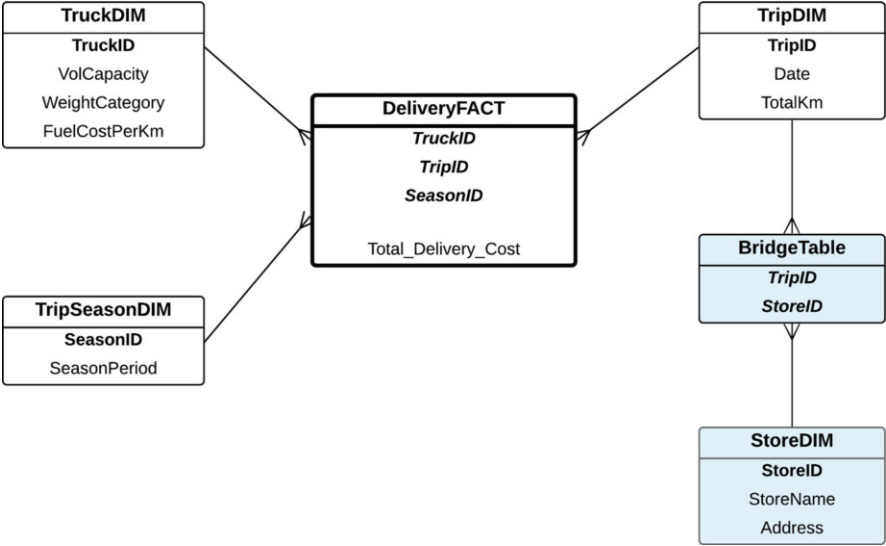 TruckDIM
TruckID
VolCapacity
WeightCategory
FuelCostPerKm
DeliveryFACT
TruckID
TripID
SeasonID
Total_Delivery_Cost
TripDIM
TripID
Date
TotalKm
TripSeasonDIM
SeasonID
SeasonPeriod
BridgeTable
TripID
StoreID
StoreDIM
StoreID
StoreName
Address